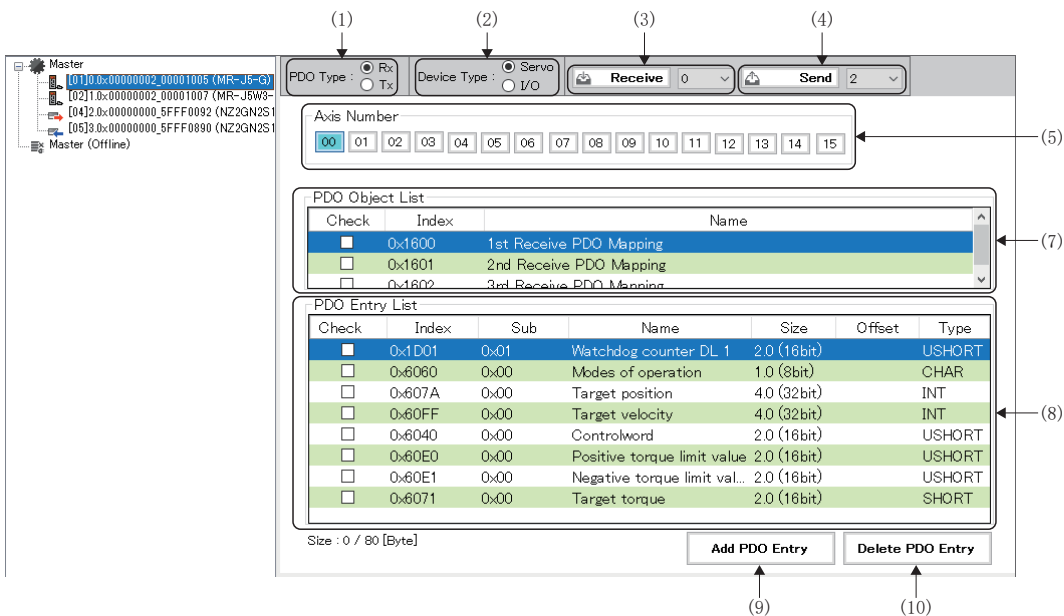 (1) (2) (3) (4)
Master
[01]0.0x00000002_00001005 (MR-J5-G)
[02]1.0x00000002_00001007 (MR-J5W3-
[04]2.0x00000000_5FFF0092 (NZ2GN2S1
[05]3.0x00000000_5FFF0890 (NZ2GN2S1
Master (Offline)
PDO Type : Rx Tx
Device Type : Servo I/O
Receive 0
Send 2
Axis Number
00 01 02 03 04 05 06 07 08 09 10 11 12 13 14 15
(5)
PDO Object List
Check Index Name
0x1600 1st Receive PDO Mapping
0x1601 2nd Receive PDO Mapping
0x1602 3rd Receive PDO Mapping
(7)
PDO Entry List
Check Index Sub Name Size Offset Type
0x1D01 0x01 Watchdog counter DL 1 2.0 (16bit) USHORT
0x6060 0x00 Modes of operation 1.0 (8bit) CHAR
0x607A 0x00 Target position 4.0 (32bit) INT
0x60FF 0x00 Target velocity 4.0 (32bit) INT
0x6040 0x00 Controlword 2.0 (16bit) USHORT
0x60E0 0x00 Positive torque limit value 2.0 (16bit) USHORT
0x60E1 0x00 Negative torque limit val... 2.0 (16bit) USHORT
0x6071 0x00 Target torque 2.0 (16bit) SHORT
(8)
Size : 0 / 80 [Byte]
Add PDO Entry Delete PDO Entry
(9) (10)